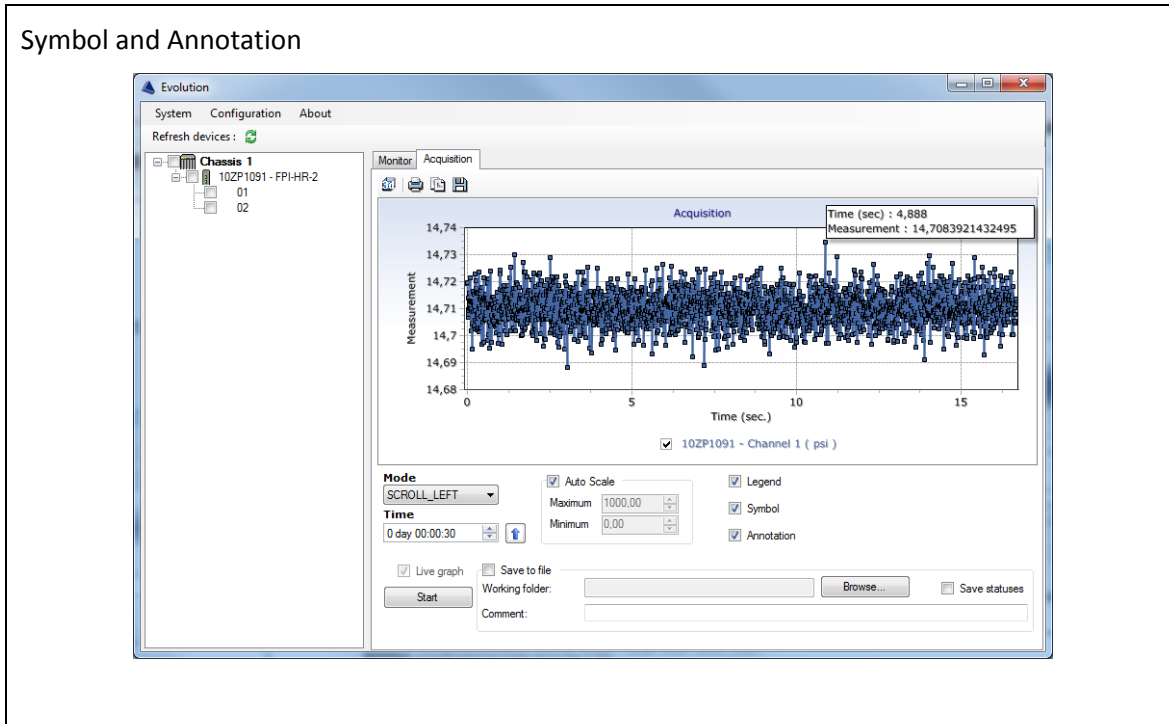 Symbol and Annotation
Evolution
System Configuration About
Refresh devices :
Chassis 1
10ZP1091 - FPI-HR-2
01
02
Monitor Acquisition
Acquisition
Time (sec) : 4,888
Measurement : 14,7083921432495
14,74
14,73
14,72
14,71
14,7
14,69
14,68
Measurement
0 5 10 15
Time (sec.)
10ZP1091 - Channel 1 ( psi )
Mode
SCROLL_LEFT
Time
0 day 00:00:30
Auto Scale
Maximum 1000,00
Minimum 0,00
Legend
Symbol
Annotation
Live graph
Start
Save to file
Working folder: Browse... Save statuses
Comment: